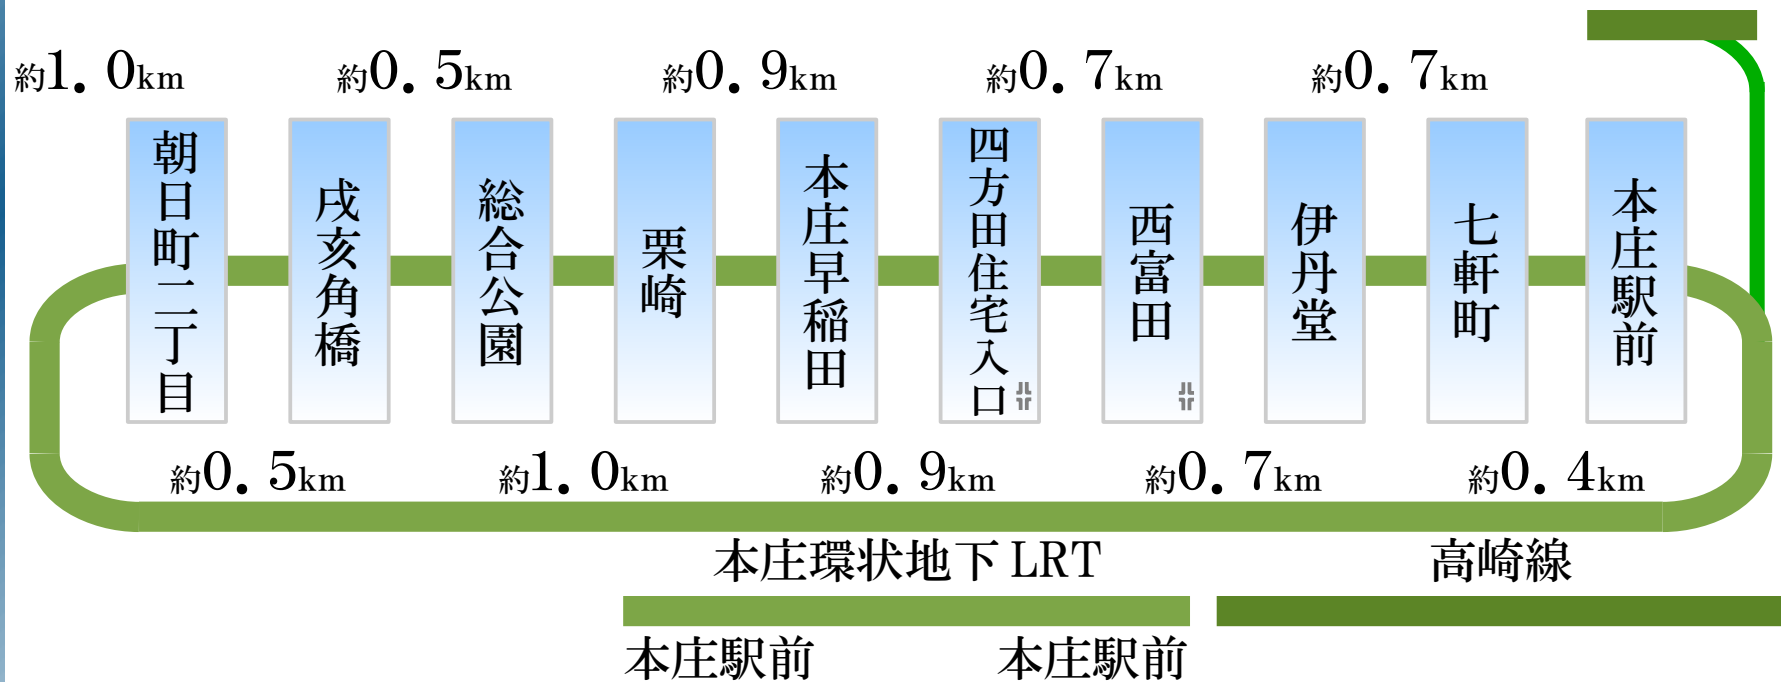 約1.0km 約0.5km 約0.9km 約0.7km 約0.7km
朝日町二丁目
戌亥角橋
総合公園
栗崎
本庄早稲田
四方田住宅入口
西富田
伊丹堂
七軒町
本庄駅前
約0.5km 約1.0km 約0.9km 約0.7km 約0.4km
本庄環状地下LRT 高崎線
本庄駅前 本庄駅前